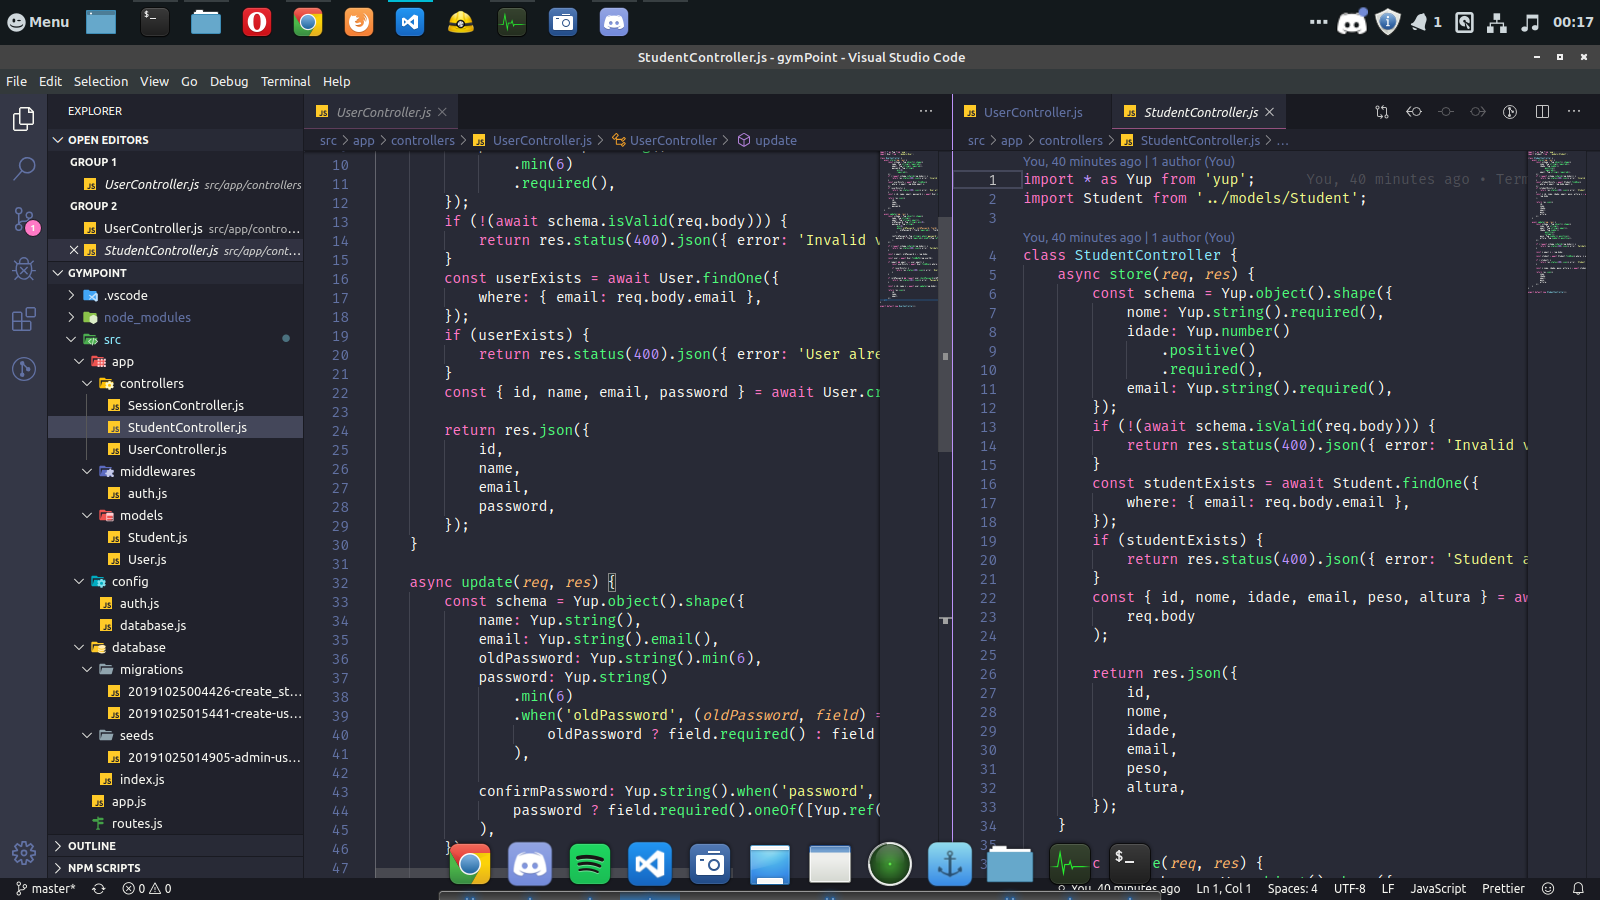 Menu
1
00:17
StudentController.js - gymPoint - Visual Studio Code
File Edit Selection View Go Debug Terminal Help
EXPLORER
OPEN EDITORS
GROUP 1
UserController.js src/app/controllers
GROUP 2
UserController.js src/app/contro...
StudentController.js src/app/cont...
GYMPOINT
.vscode
node_modules
src
app
controllers
SessionController.js
StudentController.js
UserController.js
middlewares
auth.js
models
Student.js
User.js
config
auth.js
database.js
database
migrations
20191025004426-create_st...
20191025015441-create-us...
seeds
20191025014905-admin-us...
index.js
app.js
routes.js
OUTLINE
NPM SCRIPTS
1
UserController.js
src > app > controllers > UserController.js > UserController > update
10 .min(6)
11 .required(),
12 });
13 if (!(await schema.isValid(req.body))) {
14 return res.status(400).json({ error: 'Invalid v
15 }
16 const userExists = await User.findOne({
17 where: { email: req.body.email },
18 });
19 if (userExists) {
20 return res.status(400).json({ error: 'User alre
21 }
22 const { id, name, email, password } = await User.cr
23
24 return res.json({
25 id,
26 name,
27 email,
28 password,
29 });
30 }
31
32 async update(req, res) {
33 const schema = Yup.object().shape({
34 name: Yup.string(),
35 email: Yup.string().email(),
36 oldPassword: Yup.string().min(6),
37 password: Yup.string()
38 .min(6)
39 .when('oldPassword', (oldPassword, field) =
40 oldPassword ? field.required() : field
41 ),
42
43 confirmPassword: Yup.string().when('password',
44 password ? field.required().oneOf([Yup.ref(
45 ),
46 }
47
UserController.js StudentController.js
src > app > controllers > StudentController.js > ...
You, 40 minutes ago | 1 author (You)
1 import * as Yup from 'yup'; You, 40 minutes ago • Term
2 import Student from '../models/Student';
3
You, 40 minutes ago | 1 author (You)
4 class StudentController {
5 async store(req, res) {
6 const schema = Yup.object().shape({
7 nome: Yup.string().required(),
8 idade: Yup.number()
9 .positive()
10 .required(),
11 email: Yup.string().required(),
12 });
13 if (!(await schema.isValid(req.body))) {
14 return res.status(400).json({ error: 'Invalid v
15 }
16 const studentExists = await Student.findOne({
17 where: { email: req.body.email },
18 });
19 if (studentExists) {
20 return res.status(400).json({ error: 'Student a
21 }
22 const { id, nome, idade, email, peso, altura } = aw
23 req.body
24 );
25
26 return res.json({
27 id,
28 nome,
29 idade,
30 email,
31 peso,
32 altura,
33 });
34 }
35
e(req, res) {
master* 0 0 You, 40 minutes ago Ln 1, Col 1 Spaces: 4 UTF-8 LF JavaScript Prettier